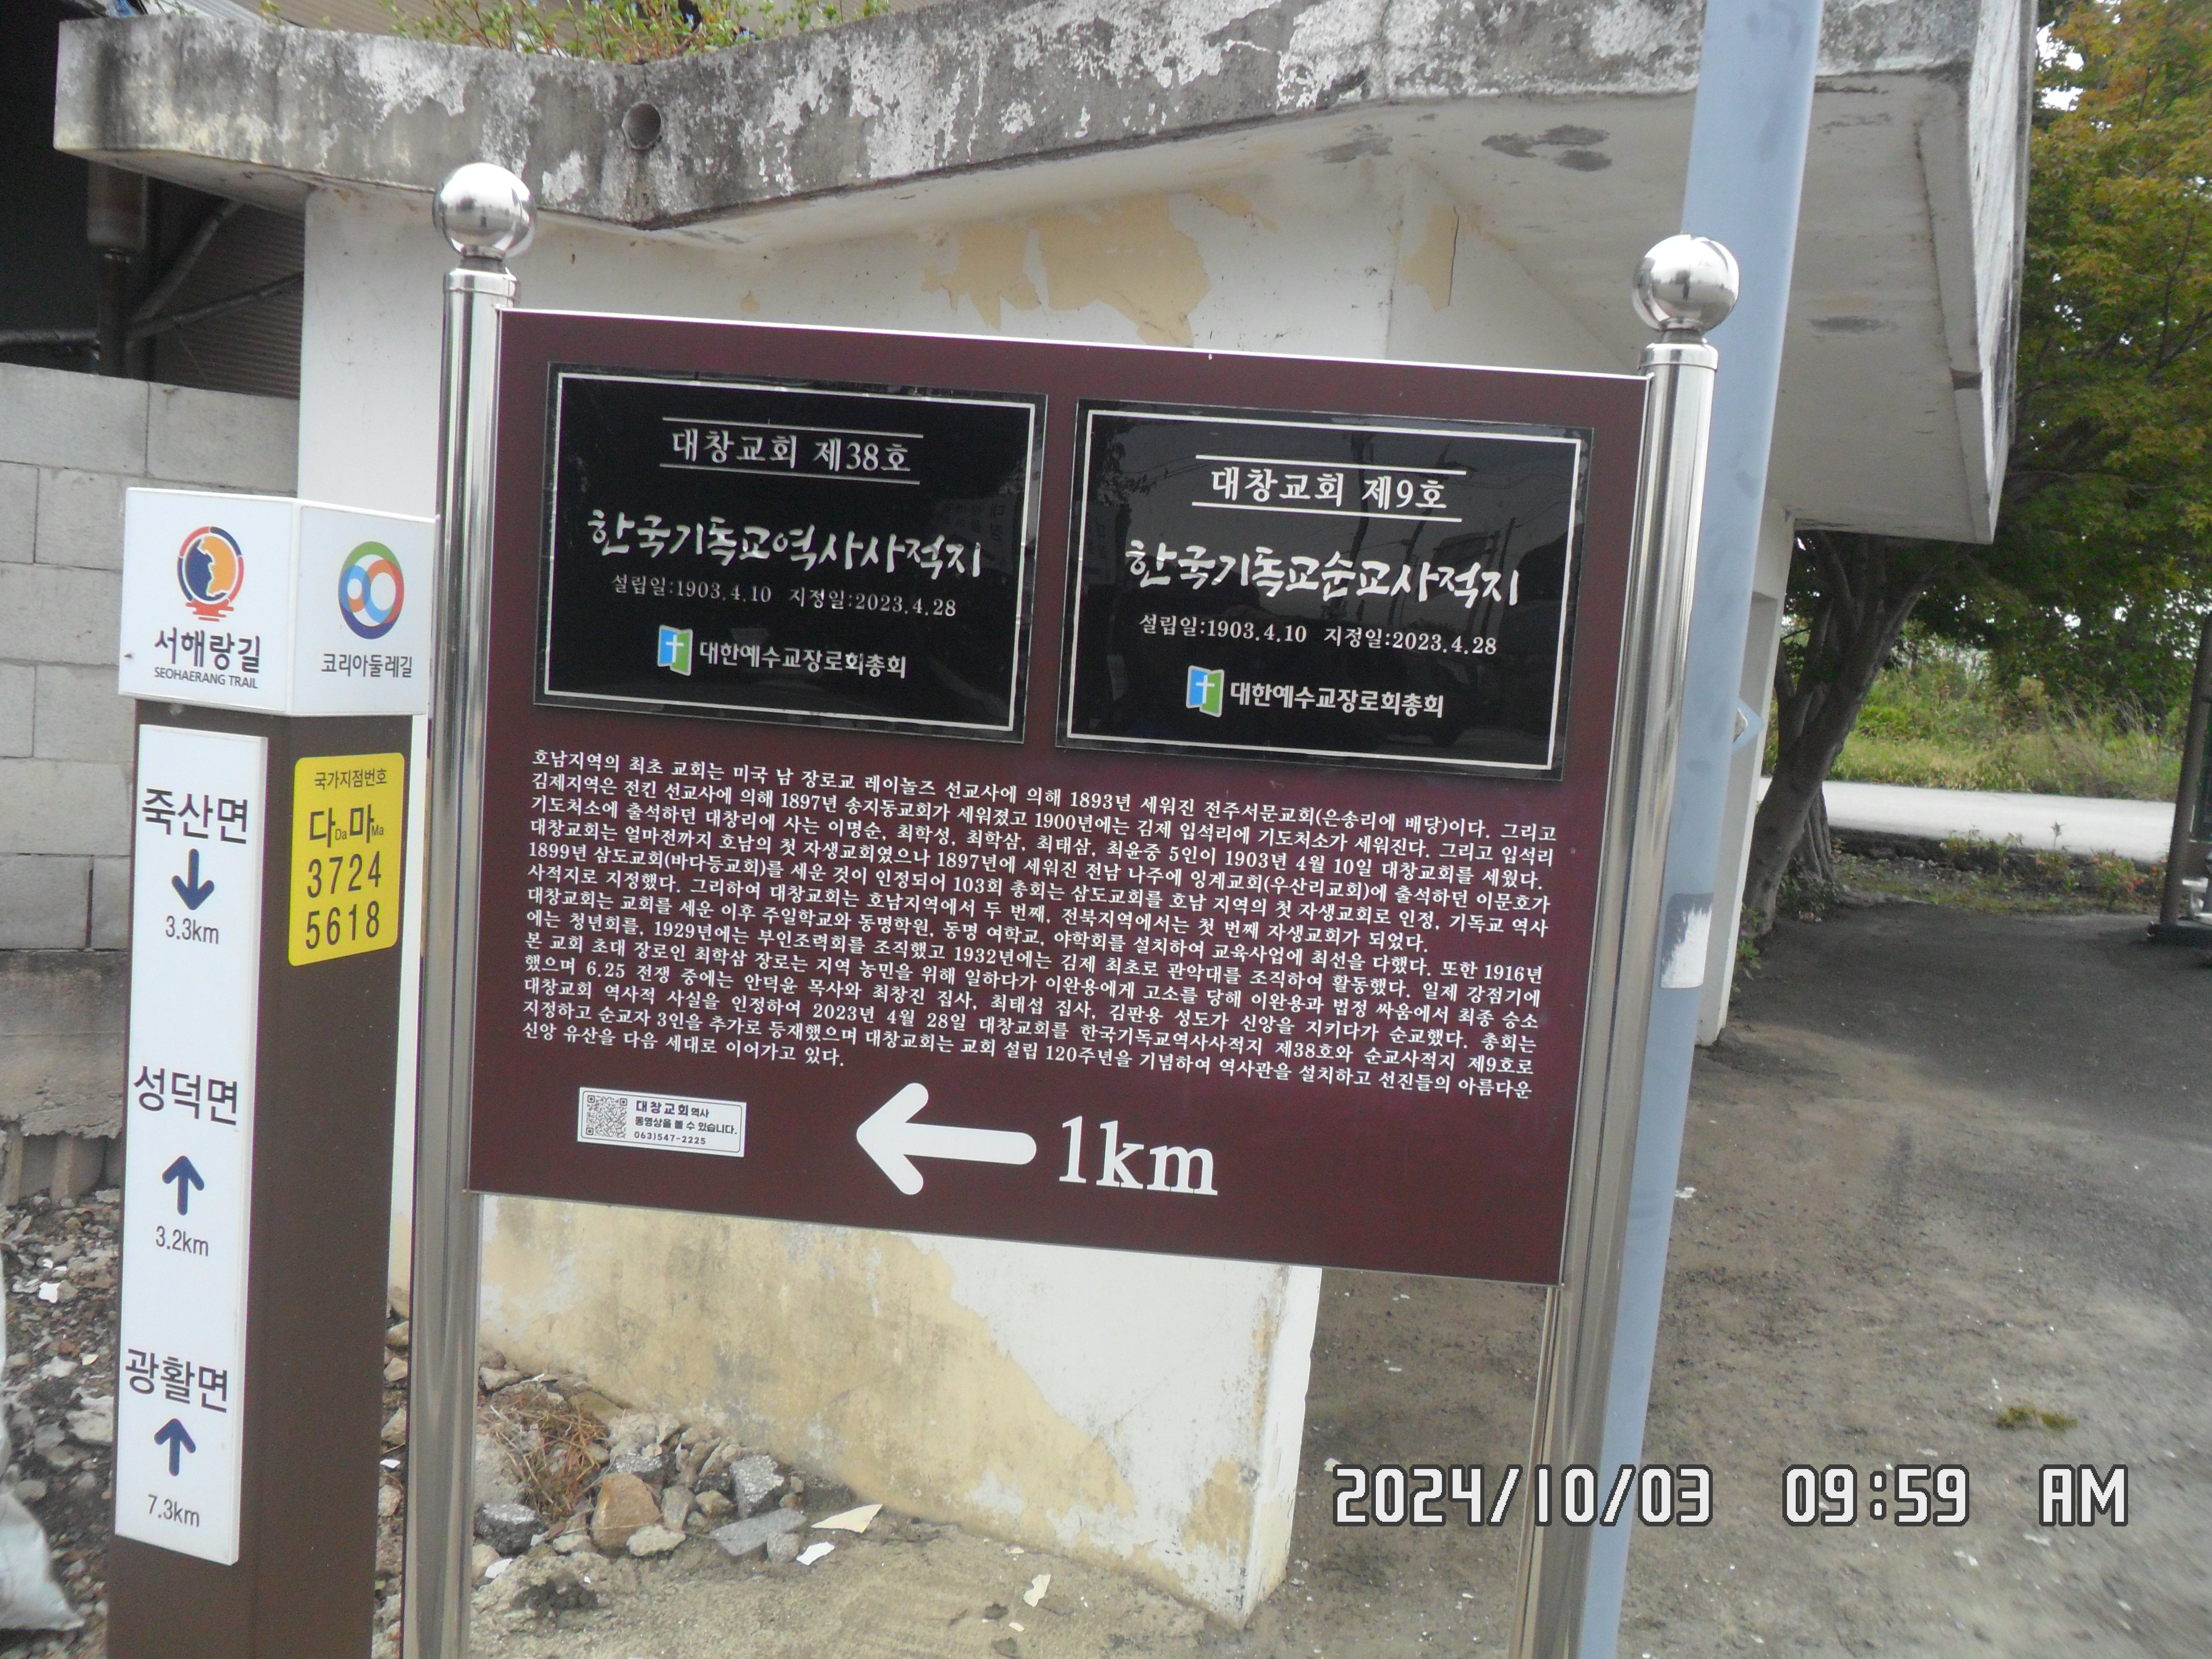 대창교회 제38호
한국기독교역사사적지
설립일:1903.4.10 지정일:2023.4.28
대한예수교장로회총회
대창교회 제9호
한국기독교순교사적지
설립일:1903.4.10 지정일:2023.4.28
대한예수교장로회총회
호남지역의 최초 교회는 미국 남 장로교 레이놀즈 선교사에 의해 1893년 세워진 전주서문교회(은송리에 배당)이다. 그리고
김제지역은 전킨 선교사에 의해 1897년 송지동교회가 세워졌고 1900년에는 김제 입석리에 기도처소가 세워진다. 그리고 입석리
기도처소에 출석하던 대창리에 사는 이명순, 최학성, 최학삼, 최태삼, 최윤중 5인이 1903년 4월 10일 대창교회를 세웠다.
대창교회는 얼마전까지 호남의 첫 자생교회였으나 1897년에 세워진 전남 나주에 잉계교회(우산리교회)에 출석하던 이문호가
1899년 삼도교회(바다등교회)를 세운 것이 인정되어 103회 총회는 삼도교회를 호남 지역의 첫 자생교회로 인정, 기독교 역사
사적지로 지정했다. 그리하여 대창교회는 호남지역에서 두 번째, 전북지역에서는 첫 번째 자생교회가 되었다.
대창교회는 교회를 세운 이후 주일학교와 동명학원, 동명 여학교, 야학회를 설치하여 교육사업에 최선을 다했다. 또한 1916년
에는 청년회를, 1929년에는 부인조력회를 조직했고 1932년에는 김제 최초로 관악대를 조직하여 활동했다. 일제 강점기에
본 교회 초대 장로인 최학삼 장로는 지역 농민을 위해 일하다가 이완용에게 고소를 당해 이완용과 법정 싸움에서 최종 승소
했으며 6.25 전쟁 중에는 안덕윤 목사와 최창진 집사, 최태섭 집사, 김판용 성도가 신앙을 지키다가 순교했다. 총회는
대창교회 역사적 사실을 인정하여 2023년 4월 28일 대창교회를 한국기독교역사사적지 제38호와 순교사적지 제9호로
지정하고 순교자 3인을 추가로 등재했으며 대창교회는 교회 설립 120주년을 기념하여 역사관을 설치하고 선진들의 아름다운
신앙 유산을 다음 세대로 이어가고 있다.
대창교회역사
동영상을 볼 수 있습니다.
063)547-2225
1km
서해랑길
SEOHAERANG TRAIL
코리아둘레길
죽산면
3.3km
성덕면
3.2km
광활면
7.3km
국가지점번호
다Da마Ma
3724
5618
2024/10/03 09:59 AM